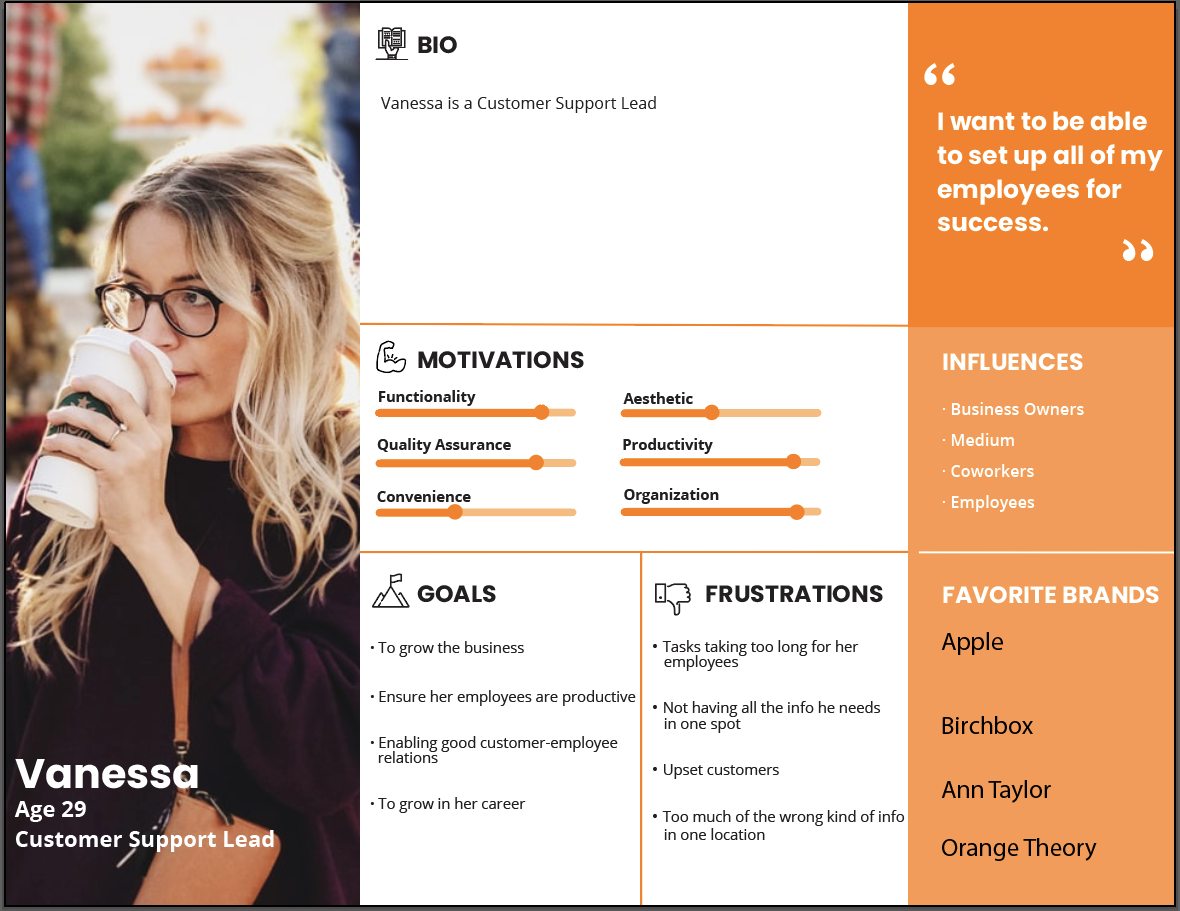 BIO
Vanessa is a Customer Support Lead
“
I want to be able
to set up all of my
employees for
success.
”
MOTIVATIONS
Functionality
Aesthetic
Quality Assurance
Productivity
Convenience
Organization
INFLUENCES
· Business Owners
· Medium
· Coworkers
· Employees
GOALS
• To grow the business
• Ensure her employees are productive
• Enabling good customer-employee
relations
• To grow in her career
FRUSTRATIONS
• Tasks taking too long for her
employees
• Not having all the info he needs
in one spot
• Upset customers
• Too much of the wrong kind of info
in one location
FAVORITE BRANDS
Apple
Birchbox
Ann Taylor
Orange Theory
Vanessa
Age 29
Customer Support Lead